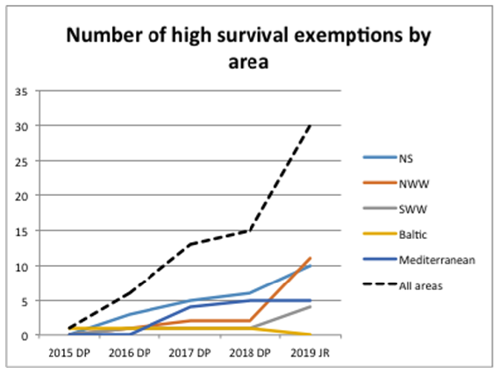 Number of high survival exemptions by
area
35
30
25
20
15
10
5
0
2015 DP 2016 DP 2017 DP 2018 DP 2019 JR
NS
NWW
SWW
Baltic
Mediterranean
All areas